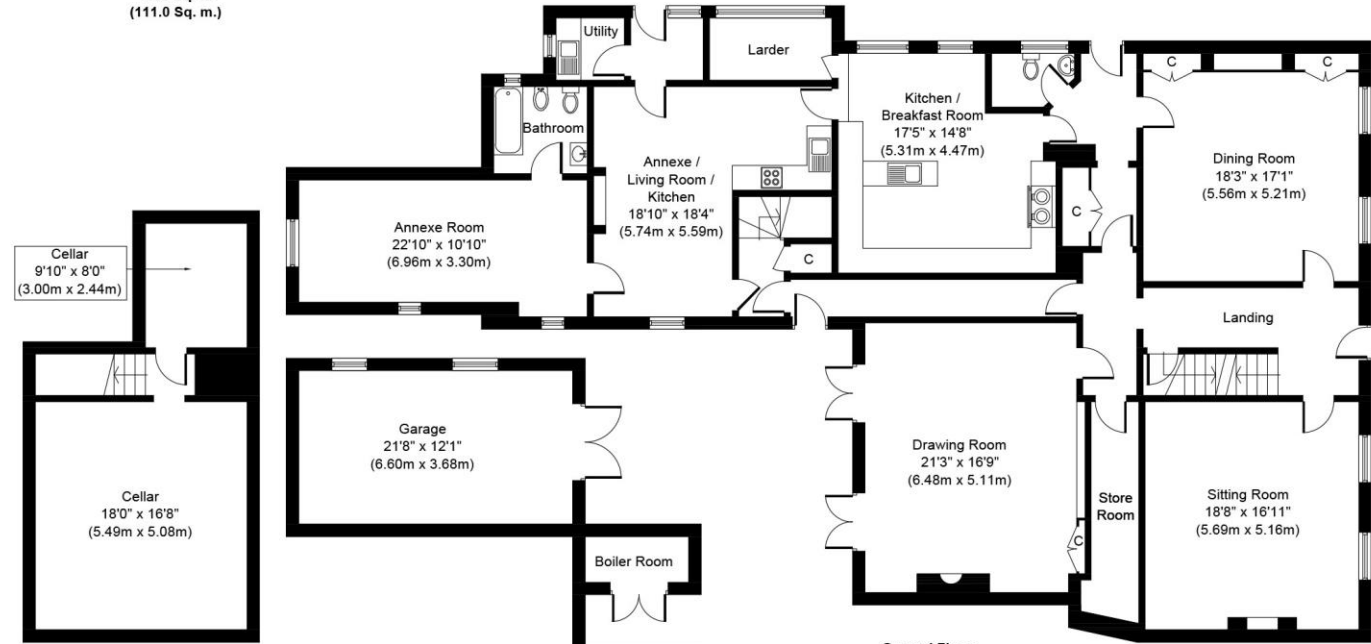 (111.0 Sq. m.)
Utility
Larder
C
C
Bathroom
Kitchen /
Breakfast Room
17'5" x 14'8"
(5.31m x 4.47m)
Annexe /
Living Room /
Kitchen
18'10" x 18'4"
(5.74m x 5.59m)
Dining Room
18'3" x 17'1"
(5.56m x 5.21m)
Annexe Room
22'10" x 10'10"
(6.96m x 3.30m)
C
C
Cellar
9'10" x 8'0"
(3.00m x 2.44m)
Landing
Garage
21'8" x 12'1"
(6.60m x 3.68m)
Drawing Room
21'3" x 16'9"
(6.48m x 5.11m)
Cellar
18'0" x 16'8"
(5.49m x 5.08m)
Store
Room
Sitting Room
18'8" x 16'11"
(5.69m x 5.16m)
C
Boiler Room